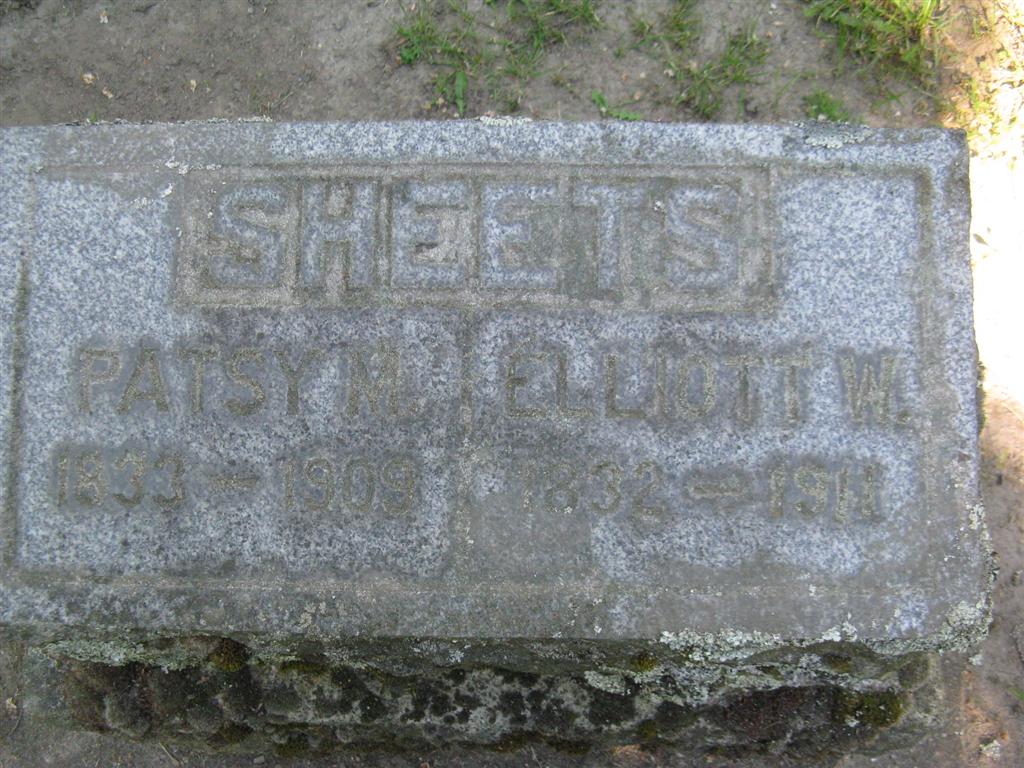 SHEETS
PATSY M. ELLIOTT W.
1833 – 1909 1832 – 1911